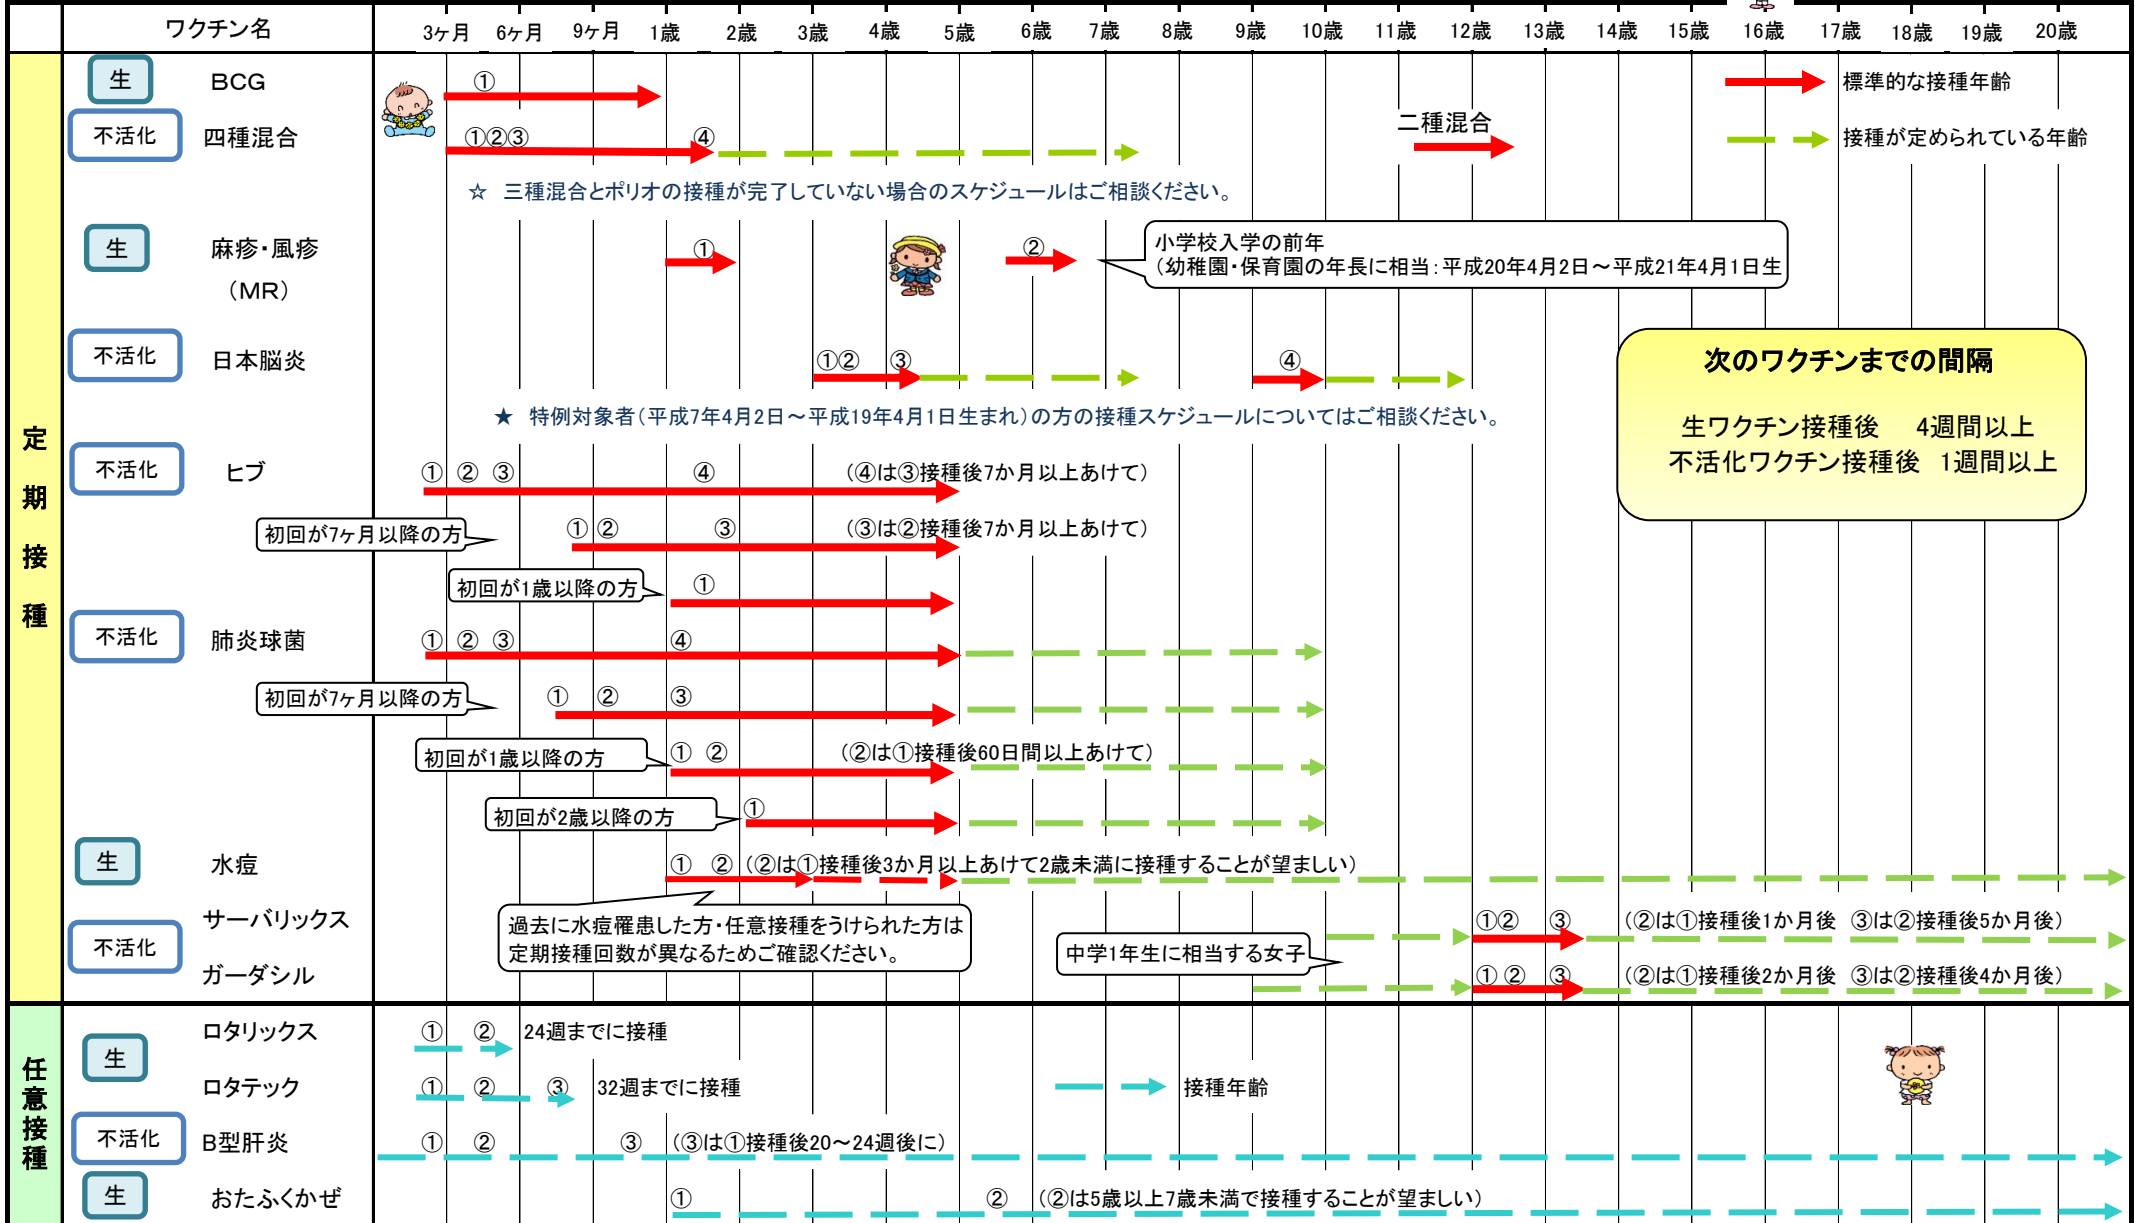 ワクチン名 3ヶ月 6ヶ月 9ヶ月 1歳 2歳 3歳 4歳 5歳 6歳 7歳 8歳 9歳 10歳 11歳 12歳 13歳 14歳 15歳 16歳 17歳 18歳 19歳 20歳
定期接種
生 BCG ① 標準的な接種年齢
不活化 四種混合 ①②③ ④ 二種混合 接種が定められている年齢
☆ 三種混合とポリオの接種が完了していない場合のスケジュールはご相談ください。
生 麻疹・風疹 ① ② 小学校入学の前年
(MR) (幼稚園・保育園の年長に相当:平成20年4月2日～平成21年4月1日生
不活化 日本脳炎 ①② ③ ④
★ 特例対象者(平成7年4月2日～平成19年4月1日生まれ)の方の接種スケジュールについてはご相談ください。
次のワクチンまでの間隔
生ワクチン接種後 4週間以上
不活化ワクチン接種後 1週間以上
不活化 ヒブ ① ② ③ ④ (④は③接種後7か月以上あけて)
初回が7ヶ月以降の方 ① ② ③ (③は②接種後7か月以上あけて)
初回が1歳以降の方 ①
不活化 肺炎球菌 ① ② ③ ④
初回が7ヶ月以降の方 ① ② ③
初回が1歳以降の方 ① ② (②は①接種後60日間以上あけて)
初回が2歳以降の方 ①
生 水痘 ① ② (②は①接種後3か月以上あけて2歳未満に接種することが望ましい)
過去に水痘罹患した方・任意接種をうけられた方は
定期接種回数が異なるためご確認ください。
不活化 サーバリックス ①② ③ (②は①接種後1か月後 ③は②接種後5か月後)
中学1年生に相当する女子
ガーダシル ① ② ③ (②は①接種後2か月後 ③は②接種後4か月後)
任意接種
生 ロタリックス ① ② 24週までに接種
ロタテック ① ② ③ 32週までに接種 接種年齢
不活化 B型肝炎 ① ② ③ (③は①接種後20～24週後に)
生 おたふくかぜ ① ② (②は5歳以上7歳未満で接種することが望ましい)